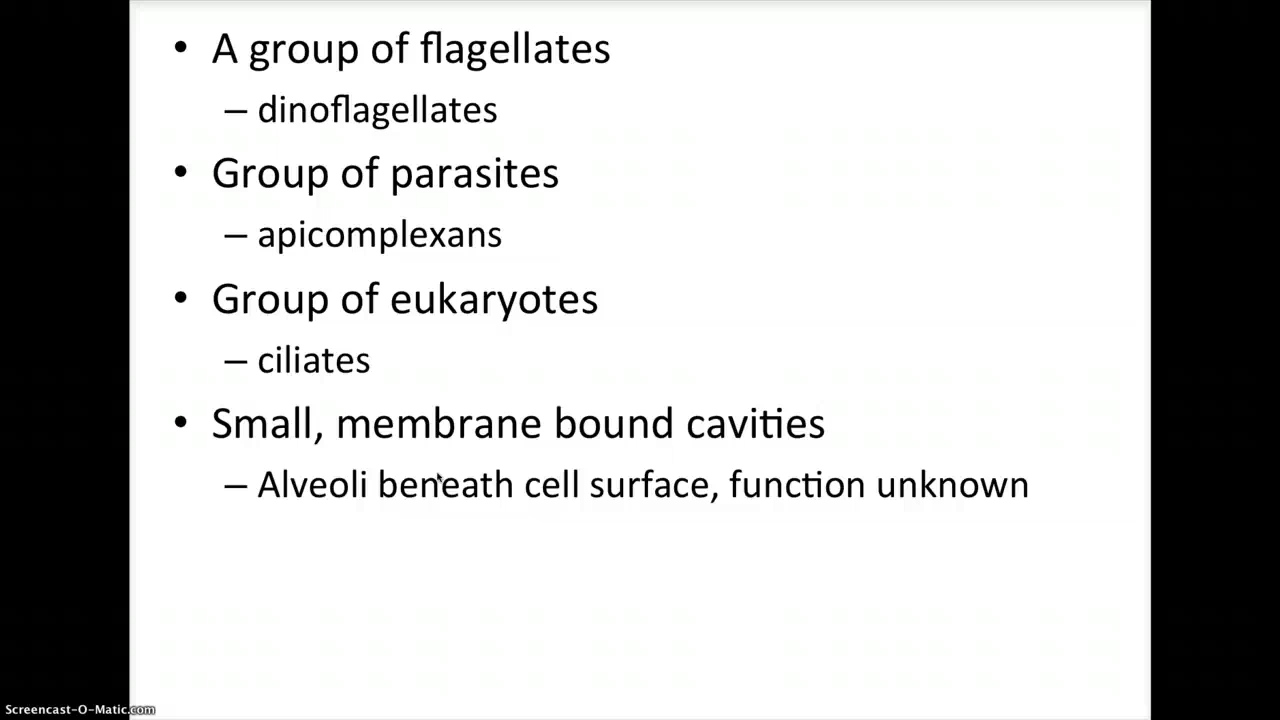 • A group of flagellates
– dinoflagellates
• Group of parasites
– apicomplexans
• Group of eukaryotes
– ciliates
• Small, membrane bound cavities
– Alveoli beneath cell surface, function unknown
Screencast-O-Matic.com